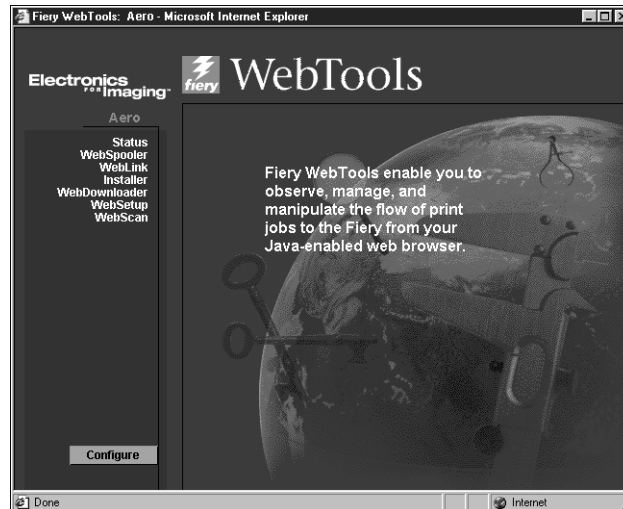 Fiery WebTools: Aero - Microsoft Internet Explorer
Electronics
FOR Imaging
fiery
WebTools
Aero
Status
WebSpooler
WebLink
Installer
WebDownloader
WebSetup
WebScan
Fiery WebTools enable you to
observe, manage, and
manipulate the flow of print
jobs to the Fiery from your
Java-enabled web browser.
Configure
Done
Internet